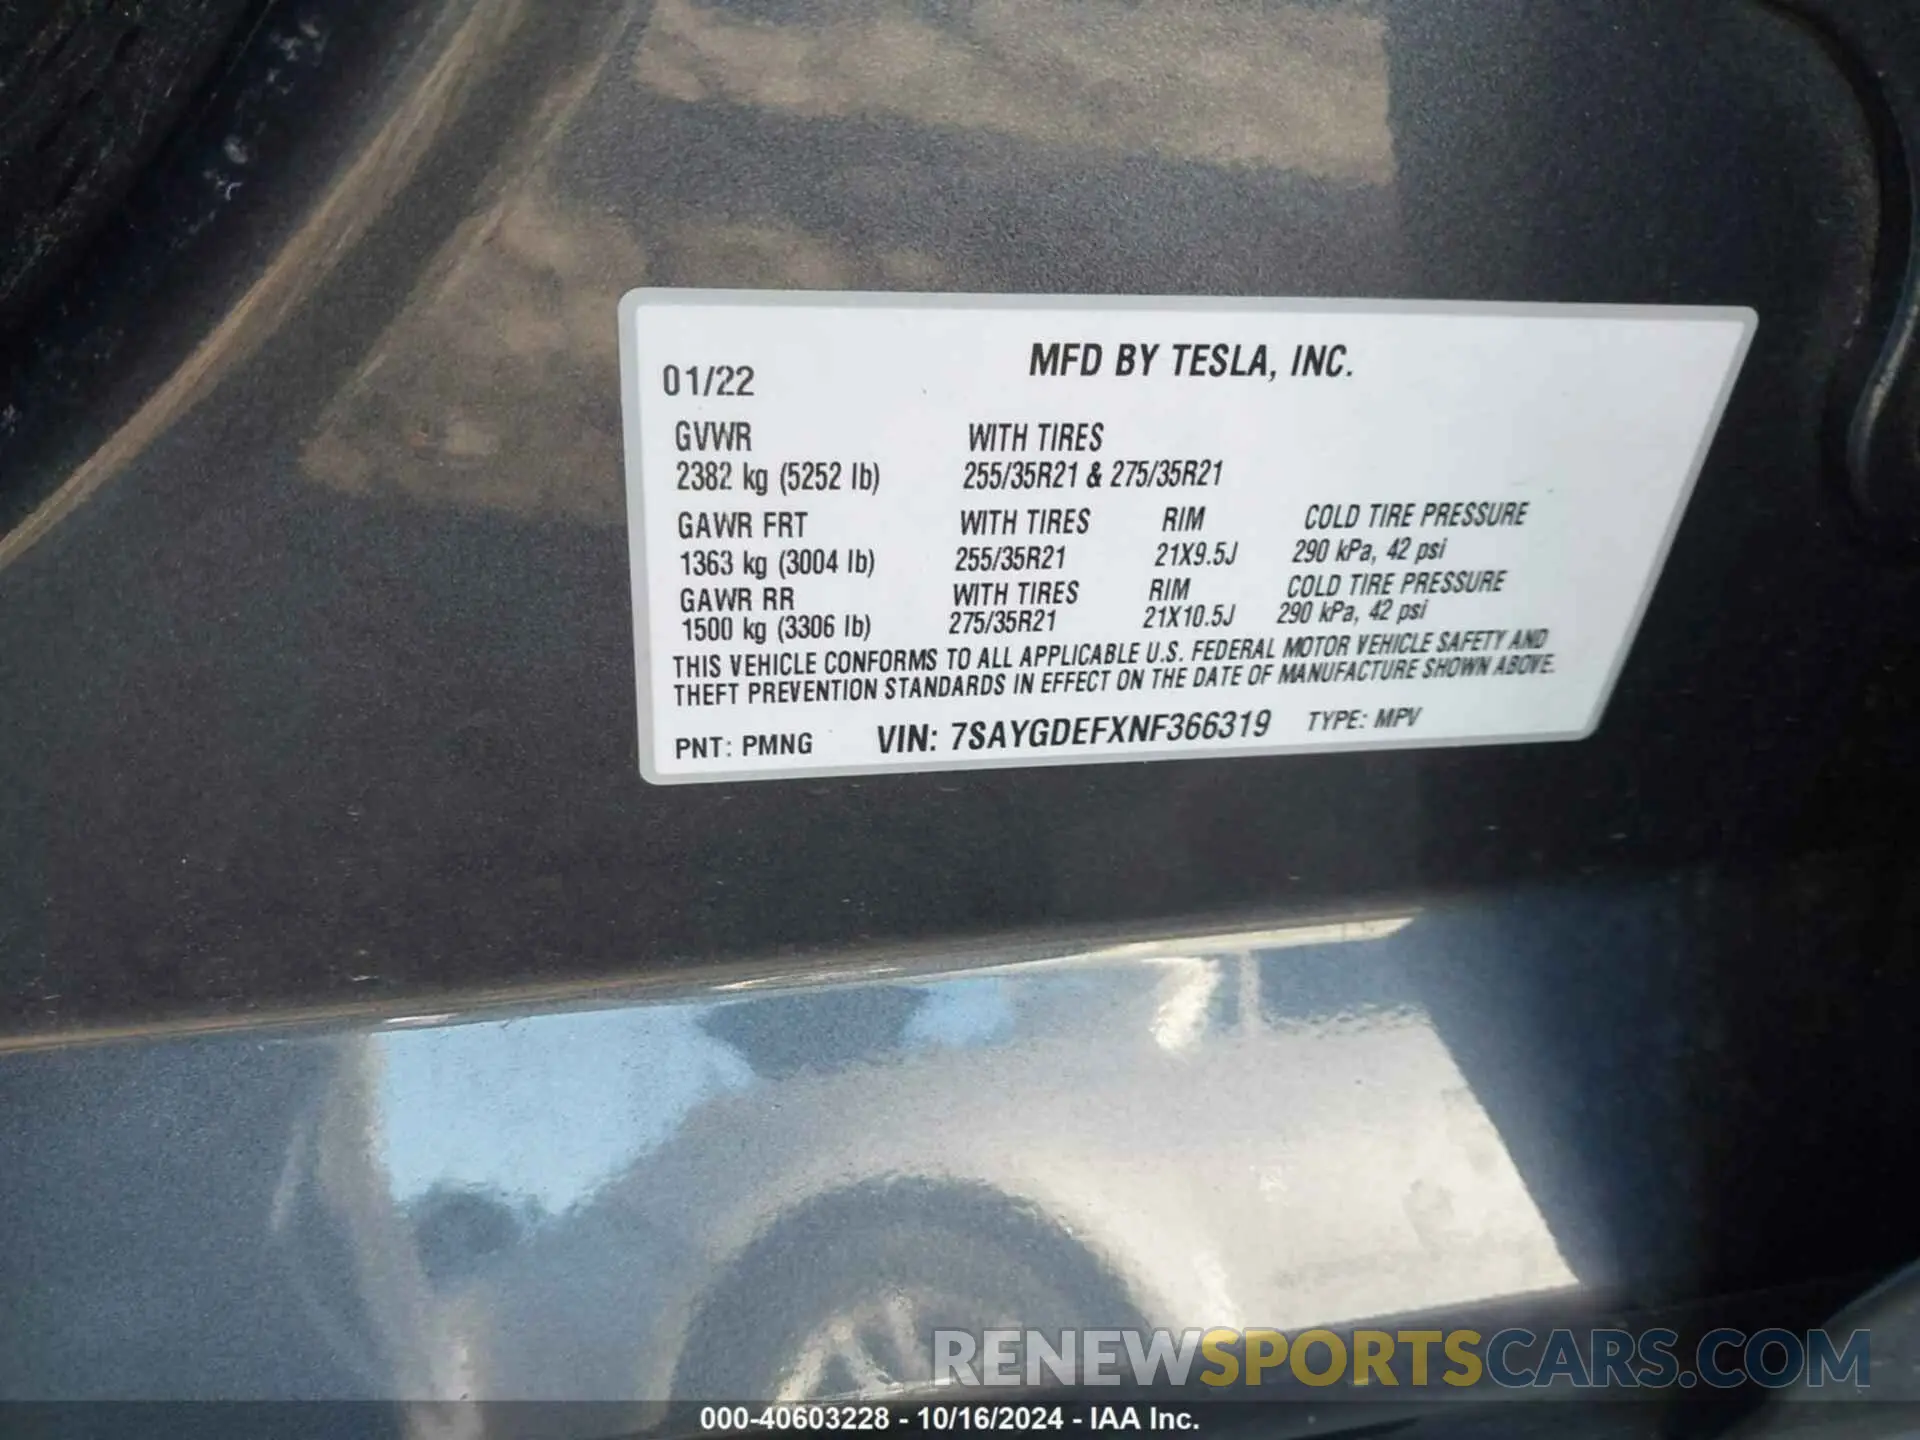 MFD BY TESLA, INC.
01/22
GVWR WITH TIRES
2382 kg (5252 lb) 255/35R21 & 275/35R21
GAWR FRT WITH TIRES RIM COLD TIRE PRESSURE
1363 kg (3004 lb) 255/35R21 21X9.5J 290 kPa, 42 psi
GAWR RR WITH TIRES RIM COLD TIRE PRESSURE
1500 kg (3306 lb) 275/35R21 21X10.5J 290 kPa, 42 psi
THIS VEHICLE CONFORMS TO ALL APPLICABLE U.S. FEDERAL MOTOR VEHICLE SAFETY AND
THEFT PREVENTION STANDARDS IN EFFECT ON THE DATE OF MANUFACTURE SHOWN ABOVE.
PNT: PMNG VIN: 7SAYGDEFXNF366319 TYPE: MPV
RENEWSPORTSCARS.COM
000-40603228 - 10/16/2024 - IAA Inc.